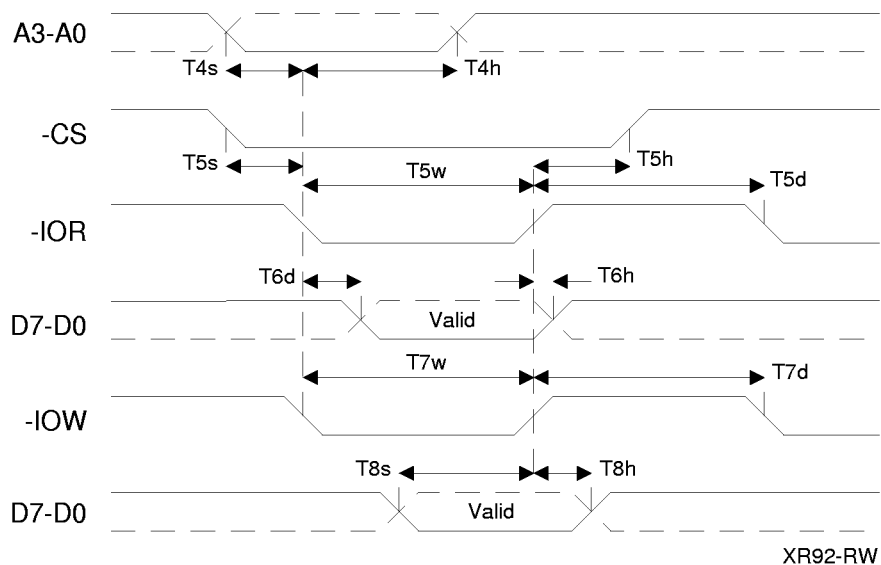 A3-A0
T4s
T4h
-CS
T5s
T5w
T5h
T5d
-IOR
T6d
T6h
D7-D0
Valid
T7w
T7d
-IOW
T8s
T8h
D7-D0
Valid
XR92-RW